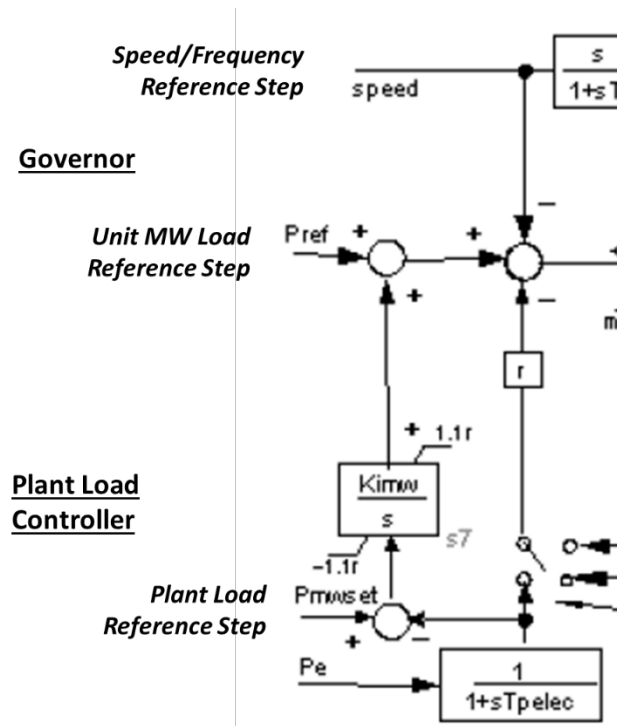 Speed/Frequency
Reference Step
speed
s
1+sT
Governor
Unit MW Load
Reference Step
Pref
+
+
+
−
−
r
+
1.1r
Kimw
s
−1.1r
s7
Plant Load
Controller
Plant Load
Reference Step
Pmwset
+
−
Pe
1
1+sTpelec